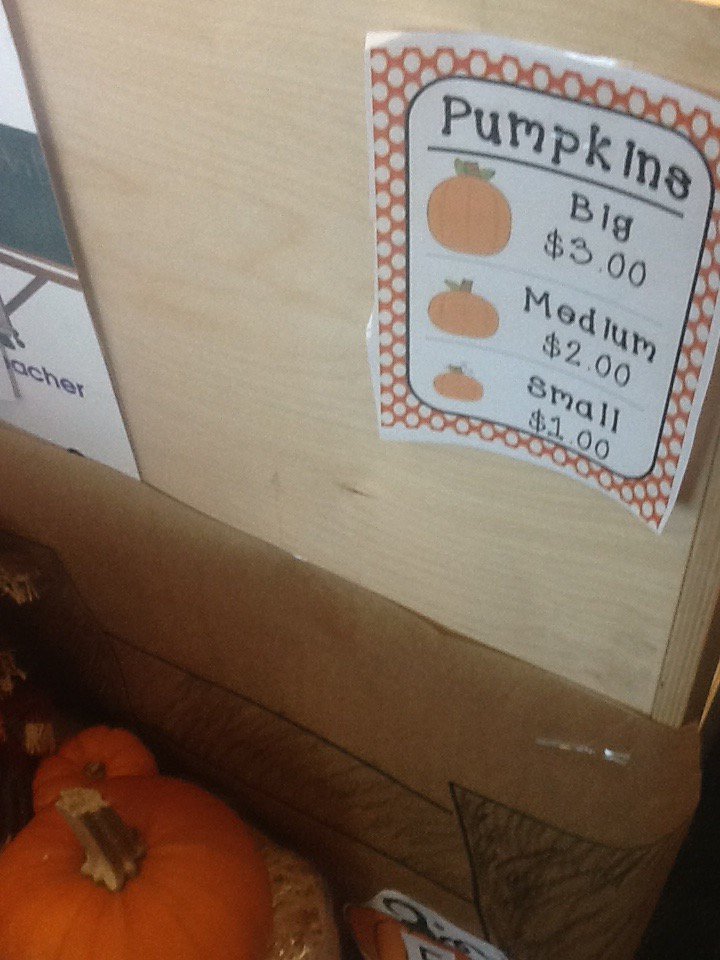 Pumpkins
Big
$3.00
Medium
$2.00
Small
$1.00
acher